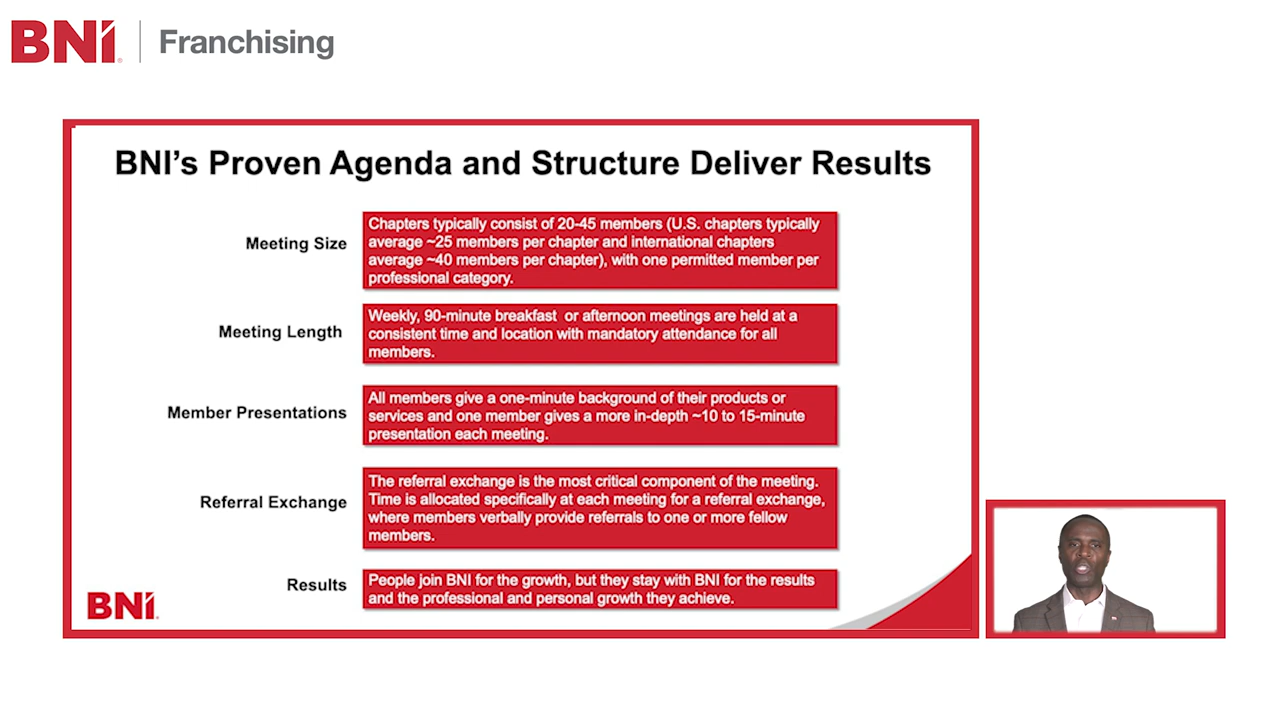 BNI® | Franchising
BNI's Proven Agenda and Structure Deliver Results
Meeting Size
Chapters typically consist of 20-45 members (U.S. chapters typically
average ~25 members per chapter and international chapters
average ~40 members per chapter), with one permitted member per
professional category.
Meeting Length
Weekly, 90-minute breakfast or afternoon meetings are held at a
consistent time and location with mandatory attendance for all
members.
Member Presentations
All members give a one-minute background of their products or
services and one member gives a more in-depth ~10 to 15-minute
presentation each meeting.
Referral Exchange
The referral exchange is the most critical component of the meeting.
Time is allocated specifically at each meeting for a referral exchange,
where members verbally provide referrals to one or more fellow
members.
Results
People join BNI for the growth, but they stay with BNI for the results
and the professional and personal growth they achieve.
BNI®